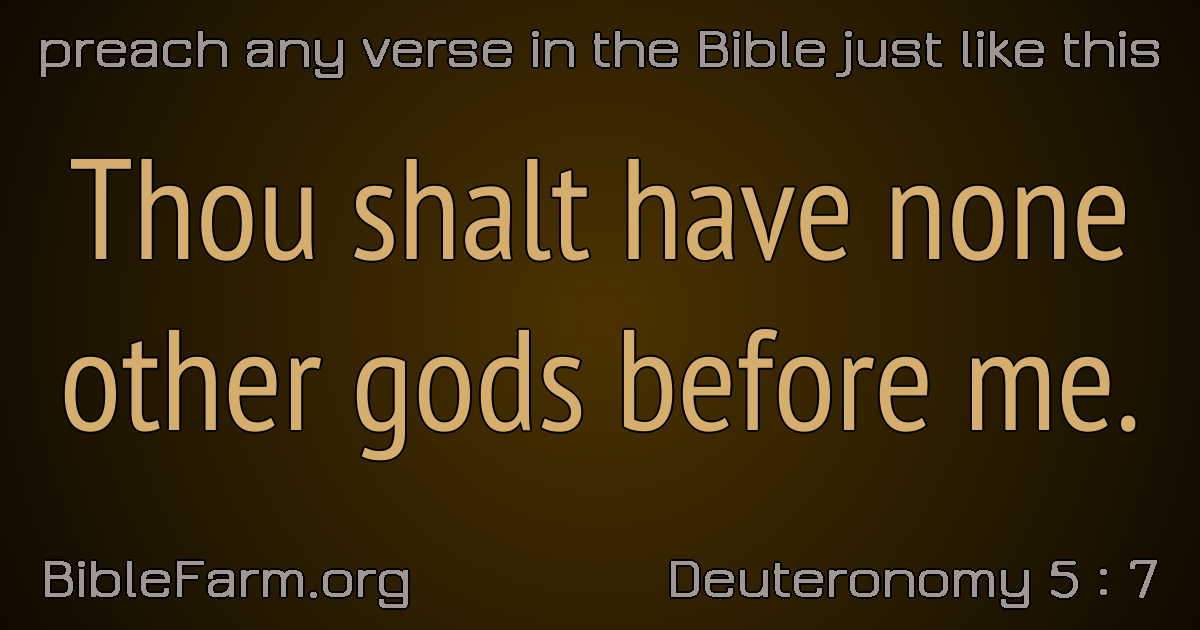 preach any verse in the Bible just like this
Thou shalt have none
other gods before me.
BibleFarm.org
Deuteronomy 5 : 7